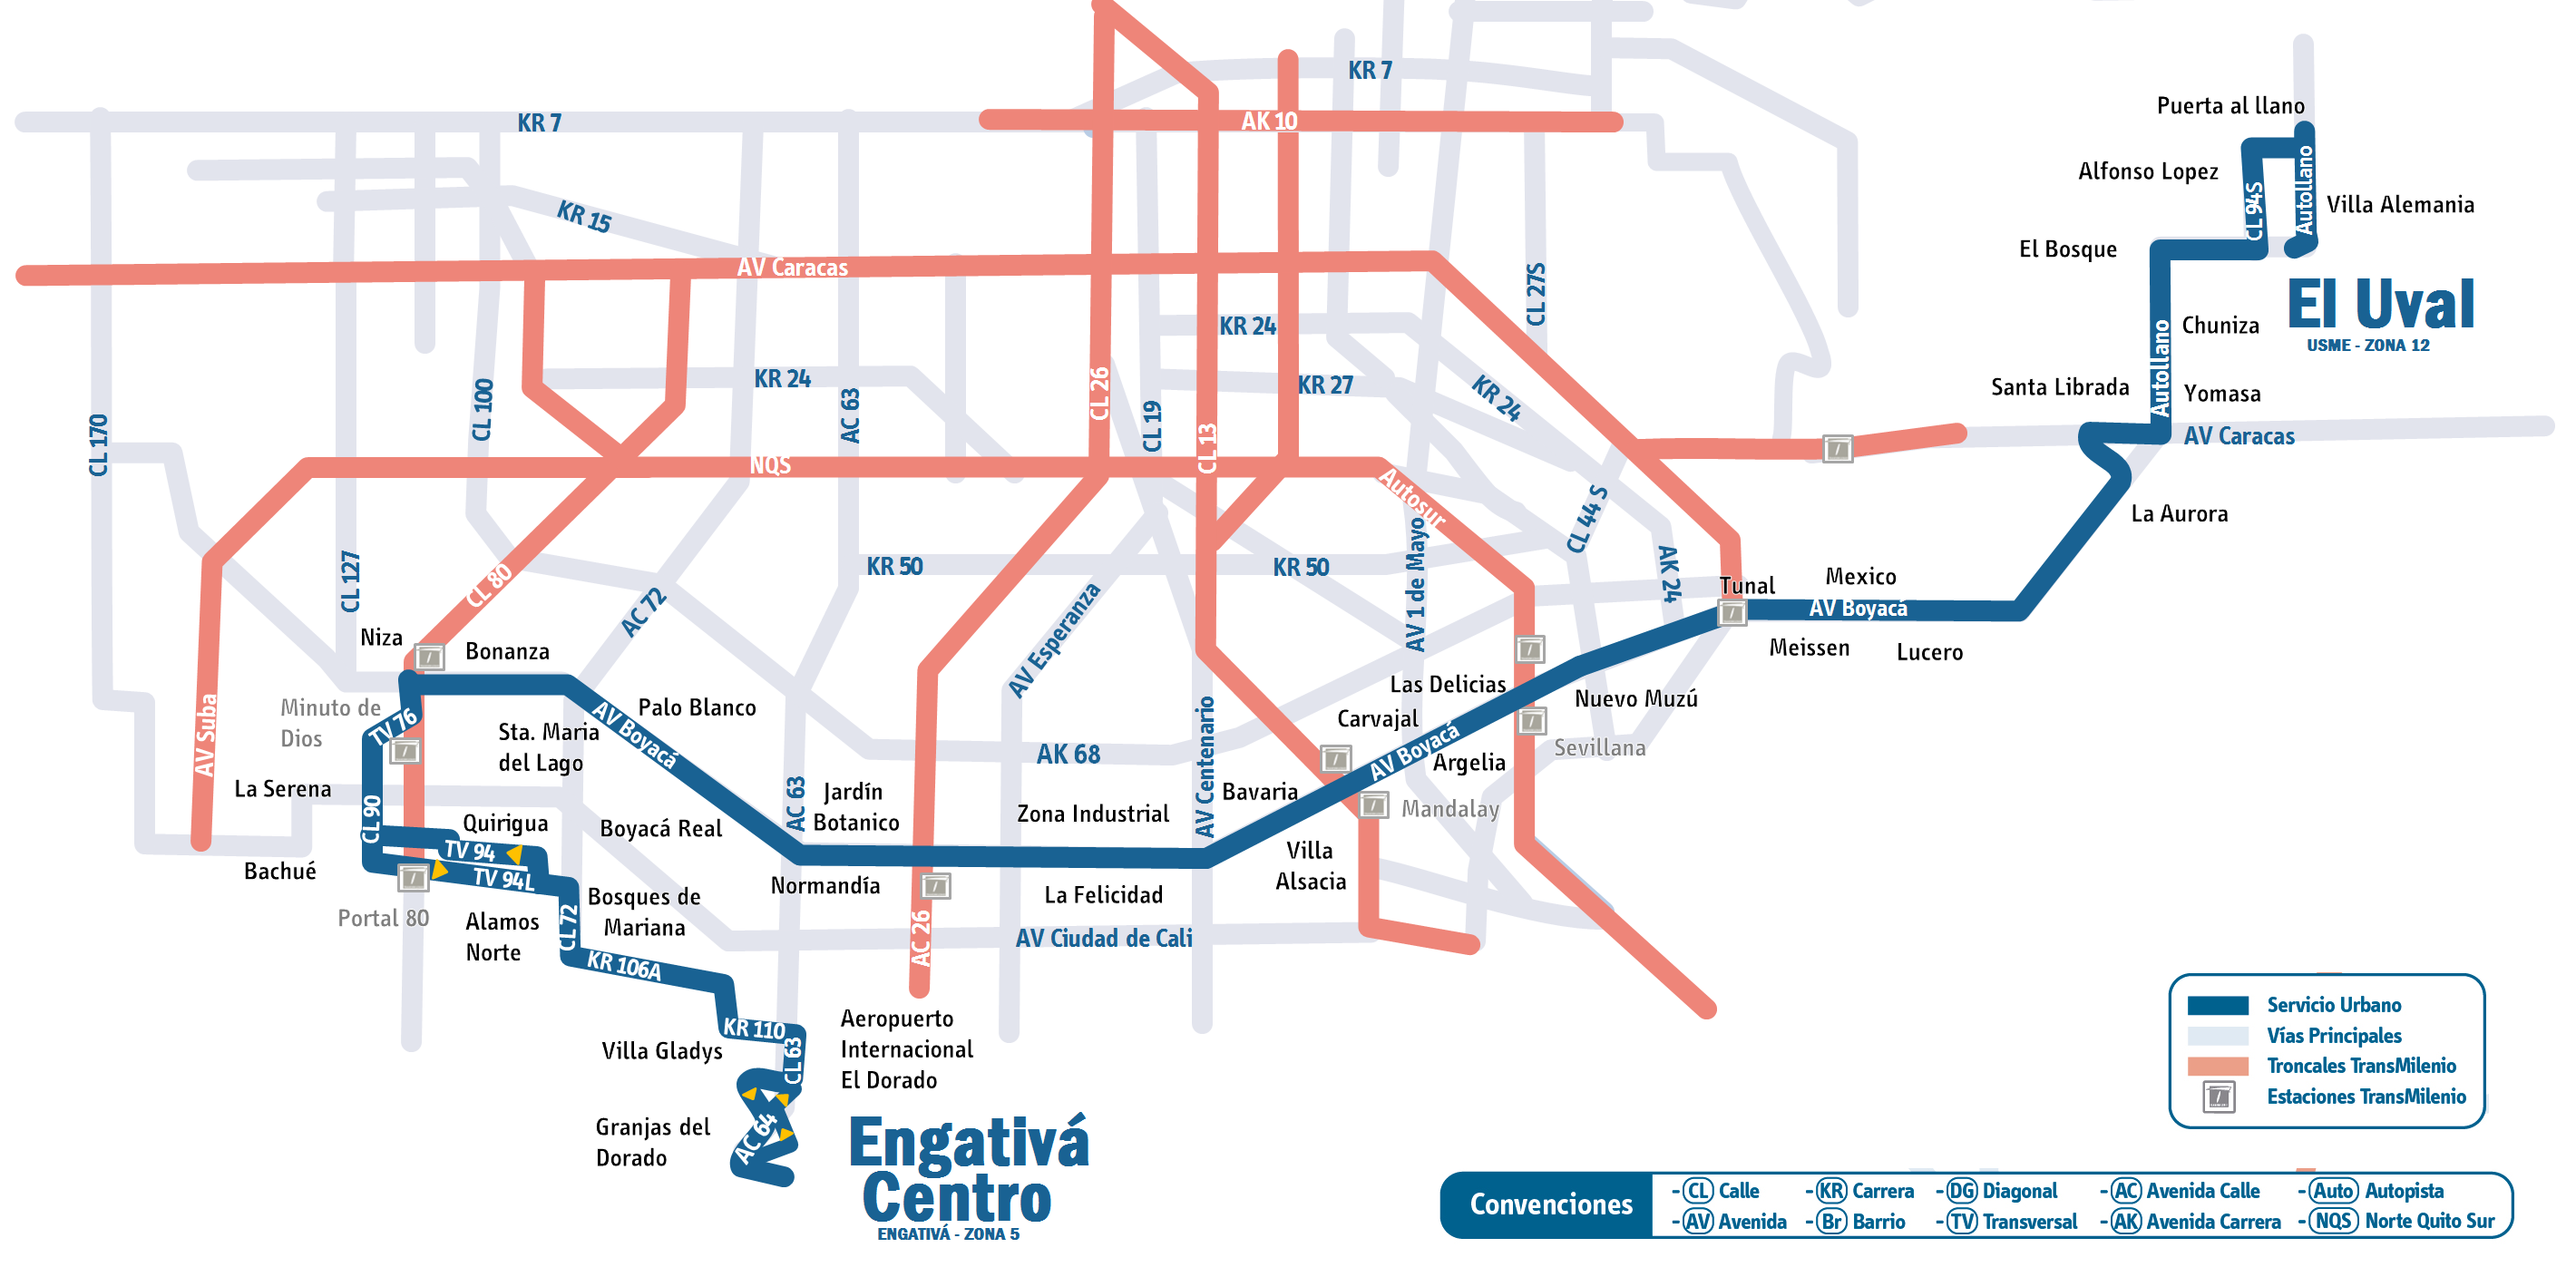 KR 7
Puerta al llano
KR 7
AK 10
Alfonso Lopez
CL 94S
Autollano
Villa Alemania
KR 15
El Bosque
AV Caracas
CL 27S
El Uval
USME - ZONA 12
KR 24
Chuniza
Autollano
KR 24
KR 27
KR 24
Santa Librada
Yomasa
CL 100
AC 63
CL 26
CL 19
CL 13
AV Caracas
CL 170
NQS
Autosur
CL 44 S
La Aurora
CL 127
CL 80
KR 50
KR 50
AV 1 de Mayo
AK 24
AC 72
AV Esperanza
Tunal
Mexico
AV Boyacá
Niza
Bonanza
Meissen
Lucero
Minuto de
Dios
TV 76
AV Suba
Palo Blanco
Las Delicias
Nuevo Muzú
Carvajal
Sta. Maria
del Lago
AV Boyacá
AK 68
AV Centenario
AV Boyacá
Argelia
Sevillana
La Serena
CL 90
AC 63
Jardín
Botanico
Bavaria
Mandalay
Quirigua
Boyacá Real
Zona Industrial
TV 94
Bachué
TV 94L
Normandía
La Felicidad
Villa
Alsacia
Portal 80
Alamos
Norte
CL 72
Bosques de
Mariana
AC 26
AV Ciudad de Cali
KR 106A
KR 110
Villa Gladys
CL 63
Aeropuerto
Internacional
El Dorado
Granjas del
Dorado
AC 64
Engativá
Centro
ENGATIVÁ - ZONA 5
Servicio Urbano
Vías Principales
Troncales TransMilenio
Estaciones TransMilenio
Convenciones
- CL Calle - KR Carrera - DG Diagonal - AC Avenida Calle - Auto Autopista
- AV Avenida - Br Barrio - TV Transversal - AK Avenida Carrera - NQS Norte Quito Sur